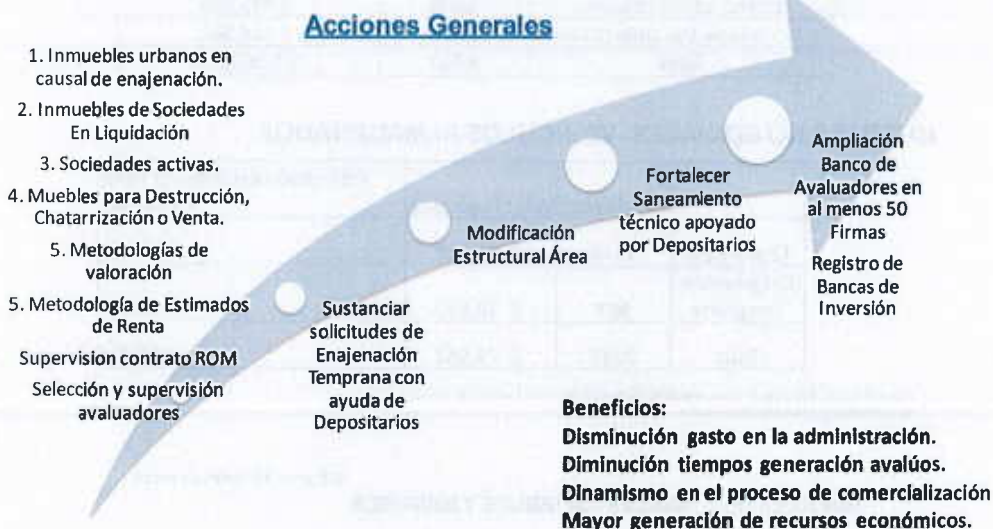 Acciones Generales
1. Inmuebles urbanos en
causal de enajenación.
2. Inmuebles de Sociedades
En Liquidación
3. Sociedades activas.
4. Muebles para Destrucción,
Chatarrización o Venta.
5. Metodologías de
valoración
5. Metodología de Estimados
de Renta
Supervision contrato ROM
Selección y supervisión
avaluadores
Sustanciar
solicitudes de
Enajenación
Temprana con
ayuda de
Depositarios
Modificación
Estructural Área
Fortalecer
Saneamiento
técnico apoyado
por Depositarios
Ampliación
Banco de
Avaluadores en
al menos 50
Firmas
Registro de
Bancas de
Inversión
Beneficios:
Disminución gasto en la administración.
Diminución tiempos generación avalúos.
Dinamismo en el proceso de comercialización
Mayor generación de recursos económicos.